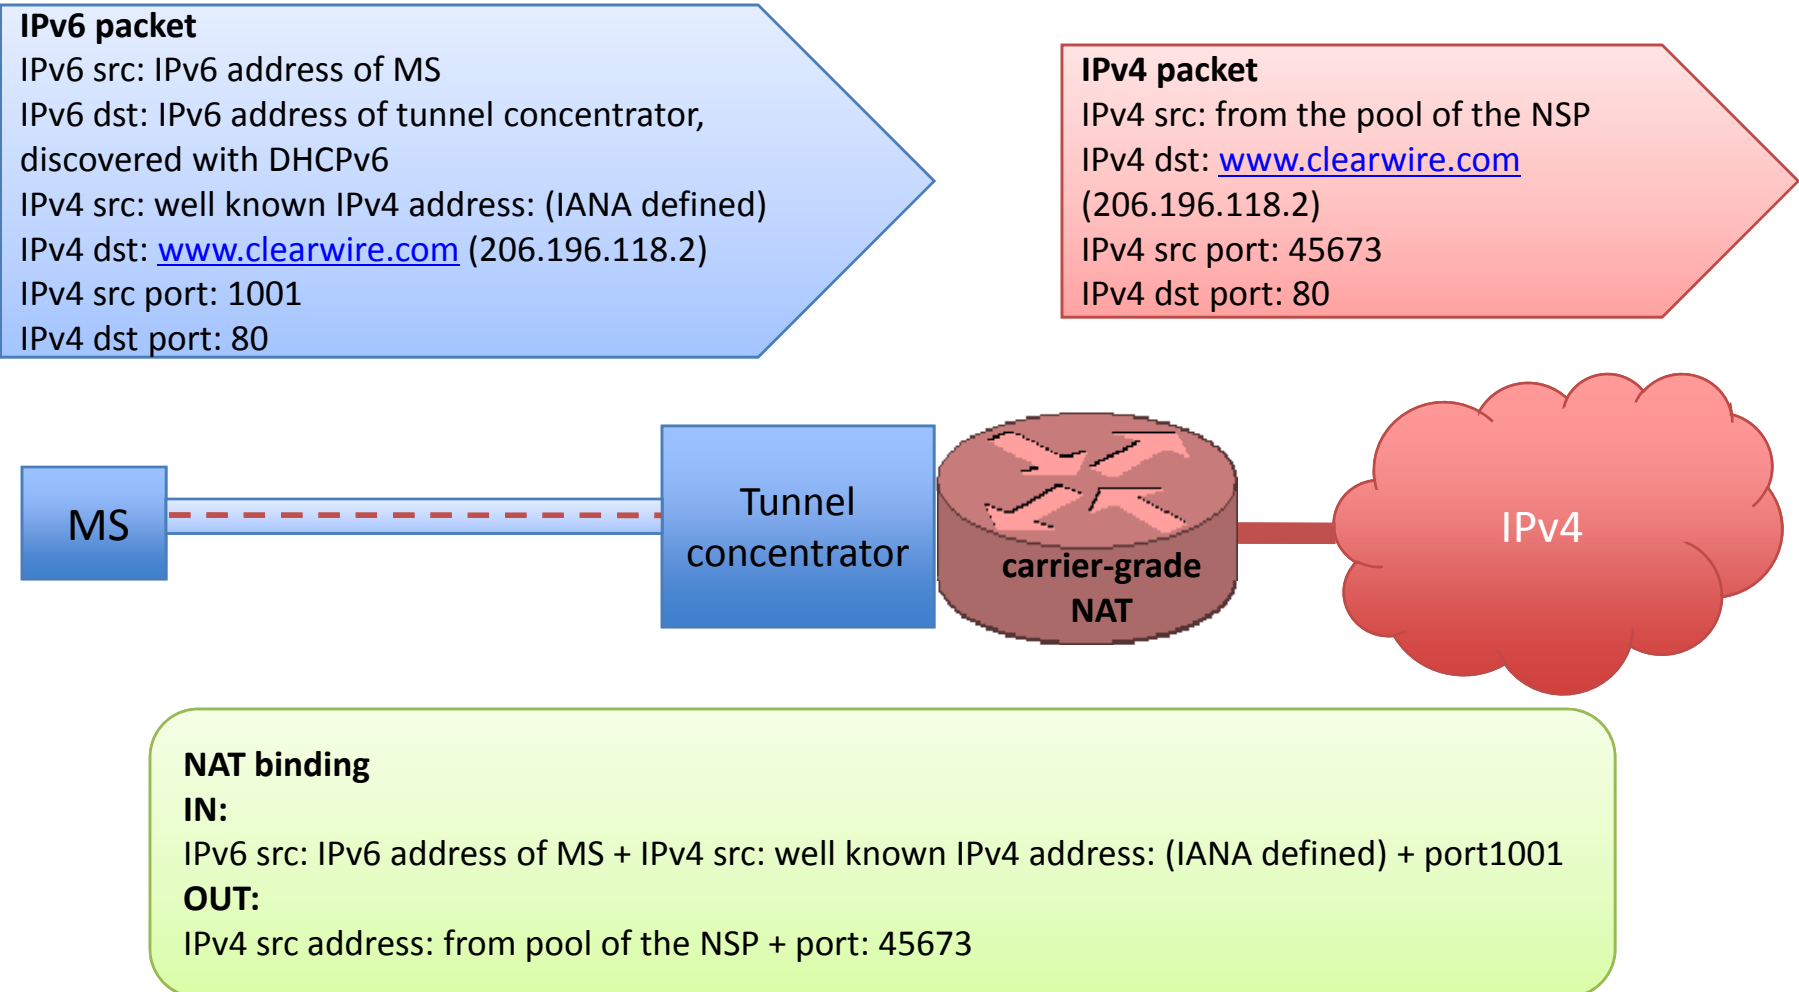 IPv6 packet
IPv6 src: IPv6 address of MS
IPv6 dst: IPv6 address of tunnel concentrator,
discovered with DHCPv6
IPv4 src: well known IPv4 address: (IANA defined)
IPv4 dst: www.clearwire.com (206.196.118.2)
IPv4 src port: 1001
IPv4 dst port: 80
IPv4 packet
IPv4 src: from the pool of the NSP
IPv4 dst: www.clearwire.com
(206.196.118.2)
IPv4 src port: 45673
IPv4 dst port: 80
MS
Tunnel
concentrator
carrier-grade
NAT
IPv4
NAT binding
IN:
IPv6 src: IPv6 address of MS + IPv4 src: well known IPv4 address: (IANA defined) + port1001
OUT:
IPv4 src address: from pool of the NSP + port: 45673